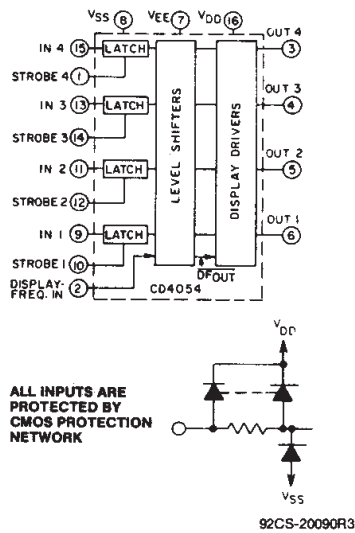 VSS VEE VDD
8 7 16
OUT 4
IN 4 15 LATCH 3
STROBE 4 1
OUT 3
IN 3 13 LATCH 4
STROBE 3 14
LEVEL SHIFTERS
DISPLAY DRIVERS
OUT 2
IN 2 11 LATCH 5
STROBE 2 12
OUT 1
IN 1 9 LATCH 6
STROBE 1 10
DISPLAY-
FREQ. IN 2
DFOUT
CD4054
VDD
ALL INPUTS ARE
PROTECTED BY
CMOS PROTECTION
NETWORK
VSS
92CS-20090R3